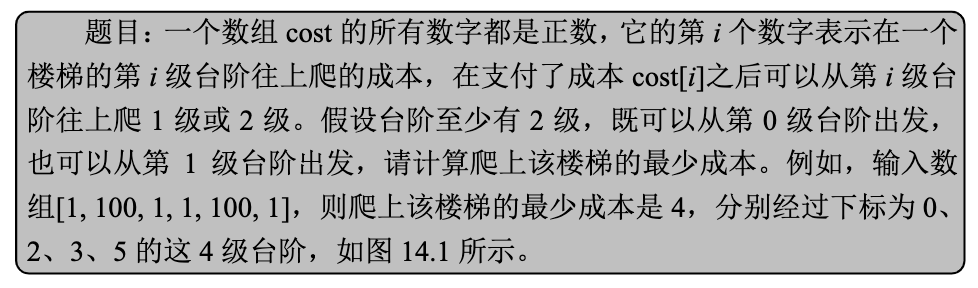 题目：一个数组 cost 的所有数字都是正数，它的第 i 个数字表示在一个
楼梯的第 i 级台阶往上爬的成本，在支付了成本 cost[i]之后可以从第 i 级台
阶往上爬 1 级或 2 级。假设台阶至少有 2 级，既可以从第 0 级台阶出发，
也可以从第 1 级台阶出发，请计算爬上该楼梯的最少成本。例如，输入数
组[1, 100, 1, 1, 100, 1]，则爬上该楼梯的最少成本是 4，分别经过下标为 0、
2、3、5 的这 4 级台阶，如图 14.1 所示。